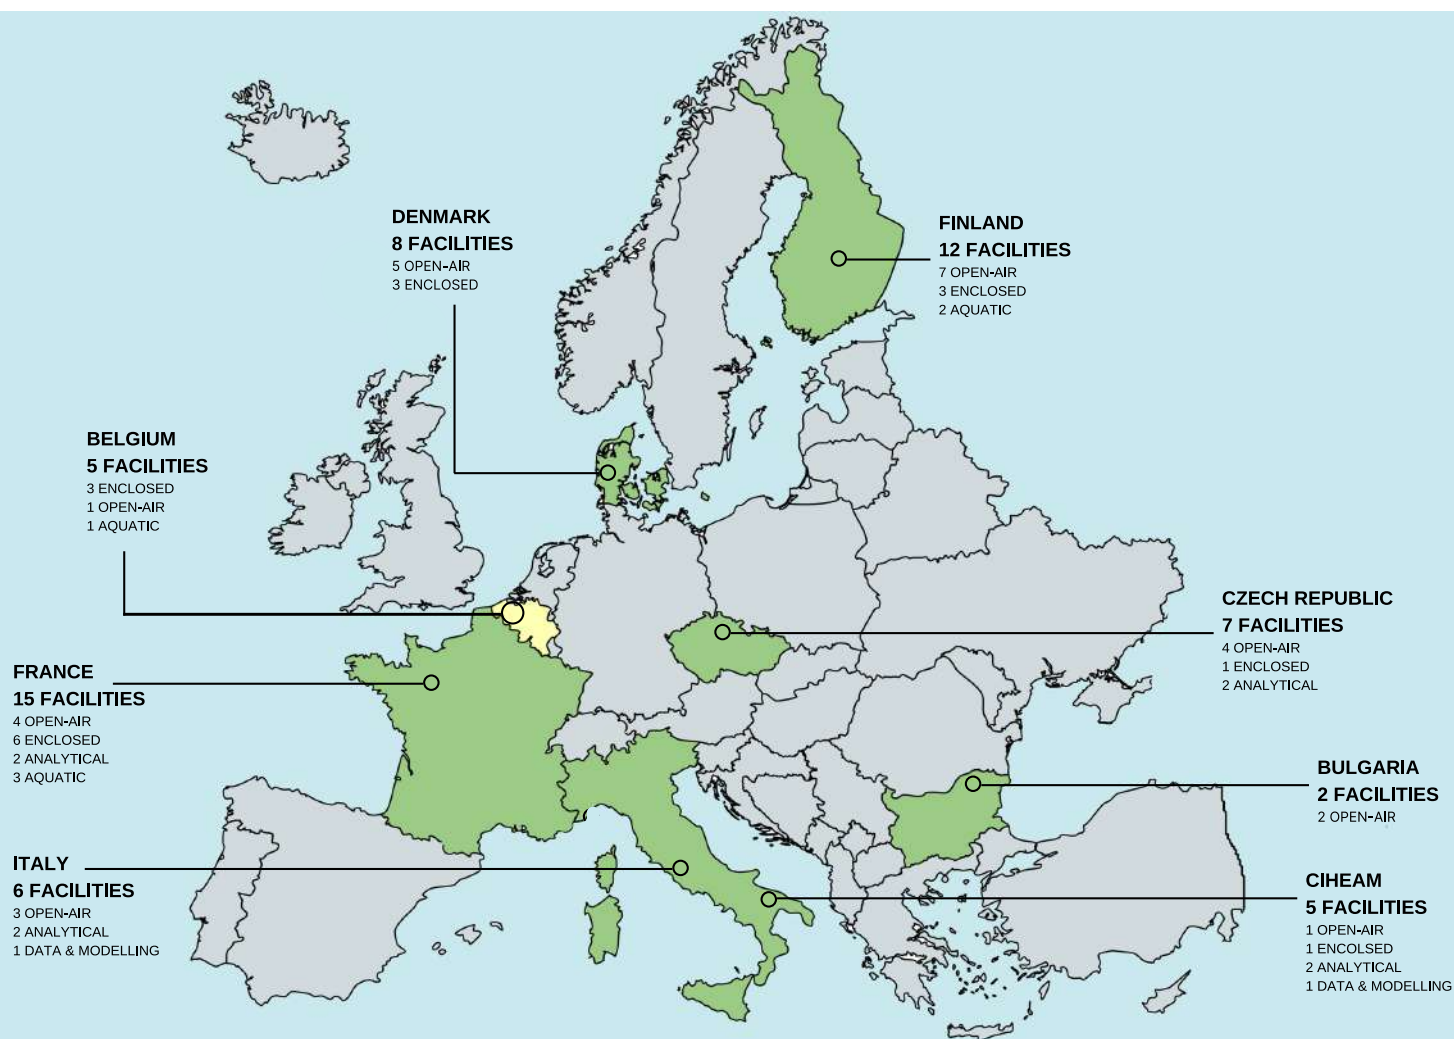 DENMARK
8 FACILITIES
5 OPEN-AIR
3 ENCLOSED
FINLAND
12 FACILITIES
7 OPEN-AIR
3 ENCLOSED
2 AQUATIC
BELGIUM
5 FACILITIES
3 ENCLOSED
1 OPEN-AIR
1 AQUATIC
CZECH REPUBLIC
7 FACILITIES
4 OPEN-AIR
1 ENCLOSED
2 ANALYTICAL
FRANCE
15 FACILITIES
4 OPEN-AIR
6 ENCLOSED
2 ANALYTICAL
3 AQUATIC
BULGARIA
2 FACILITIES
2 OPEN-AIR
ITALY
6 FACILITIES
3 OPEN-AIR
2 ANALYTICAL
1 DATA & MODELLING
CIHEAM
5 FACILITIES
1 OPEN-AIR
1 ENCOLSED
2 ANALYTICAL
1 DATA & MODELLING